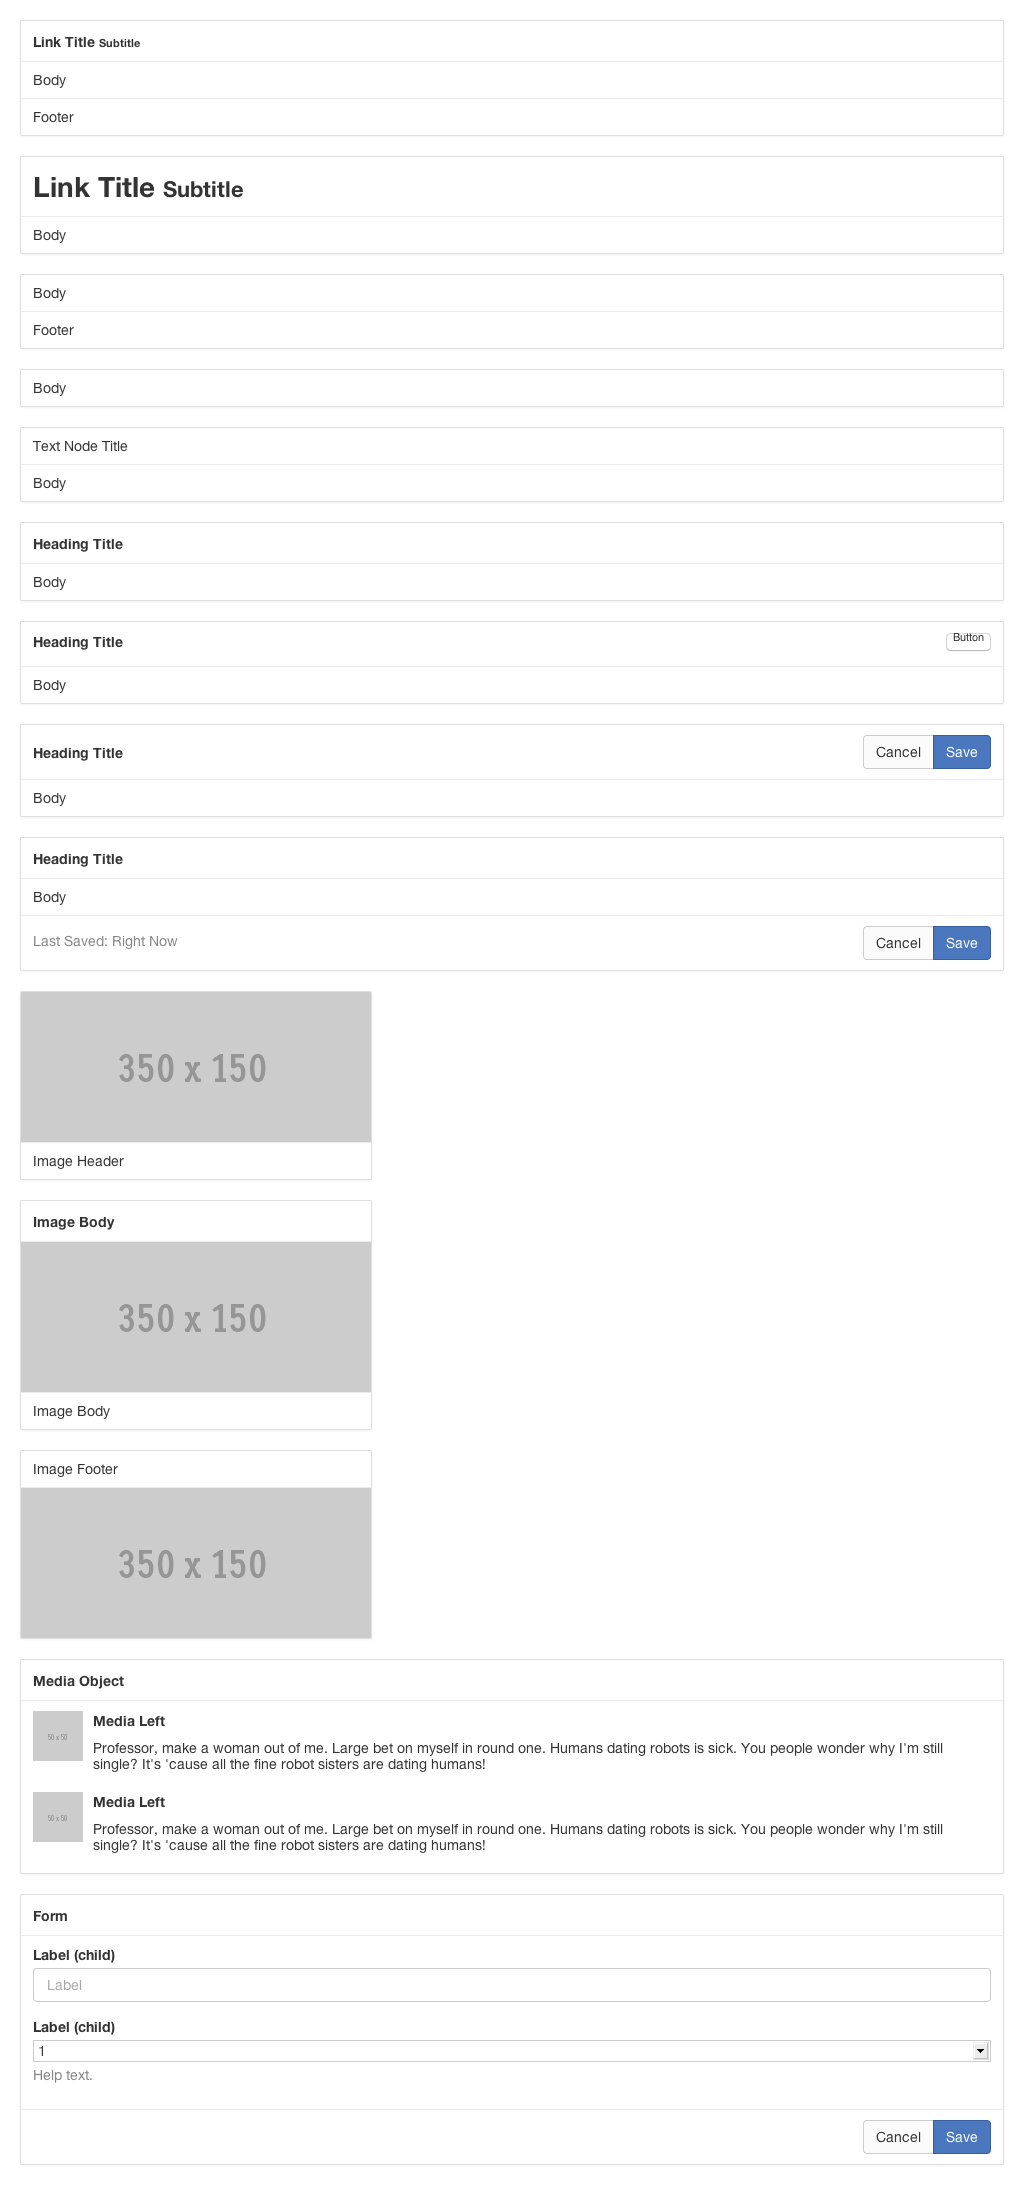 Link Title Subtitle
Body
Footer
Link Title Subtitle
Body
Body
Footer
Body
Text Node Title
Body
Heading Title
Body
Heading Title Button
Body
Heading Title Cancel Save
Body
Heading Title
Body
Last Saved: Right Now Cancel Save
350 x 150
Image Header
Image Body
350 x 150
Image Body
Image Footer
350 x 150
Media Object
50 x 50
Media Left
Professor, make a woman out of me. Large bet on myself in round one. Humans dating robots is sick. You people wonder why I'm still
single? It's 'cause all the fine robot sisters are dating humans!
50 x 50
Media Left
Professor, make a woman out of me. Large bet on myself in round one. Humans dating robots is sick. You people wonder why I'm still
single? It's 'cause all the fine robot sisters are dating humans!
Form
Label (child)
Label
Label (child)
1
Help text.
Cancel Save